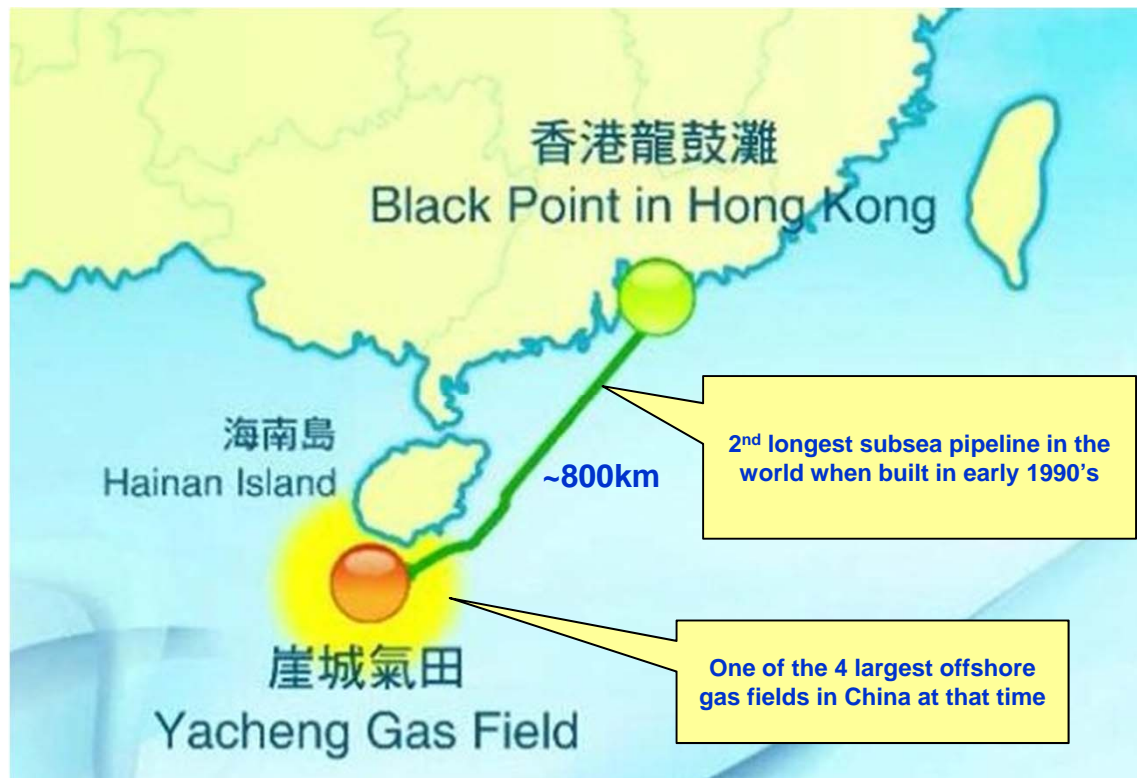 香港龍鼓灘
Black Point in Hong Kong
2nd longest subsea pipeline in the
world when built in early 1990's
海南島
Hainan Island
~800km
One of the 4 largest offshore
gas fields in China at that time
崖城氣田
Yacheng Gas Field